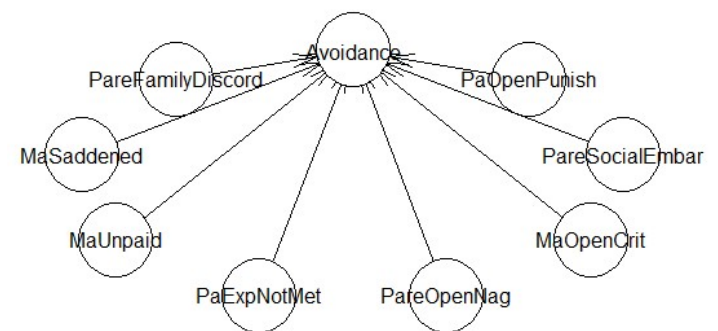 Avoidance
PareFamilyDiscord
PaOpenPunish
MaSaddened
PareSocialEmbar
MaUnpaid
MaOpenCrit
PaExpNotMet
PareOpenNag